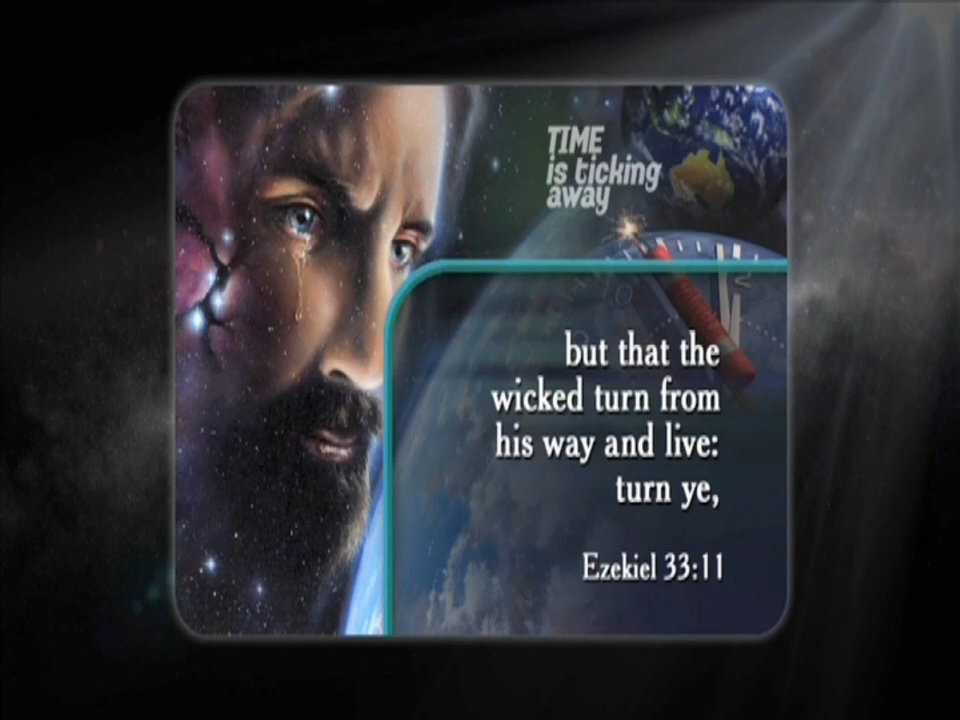 TIME
is ticking
away
but that the
wicked turn from
his way and live:
turn ye,
Ezekiel 33:11